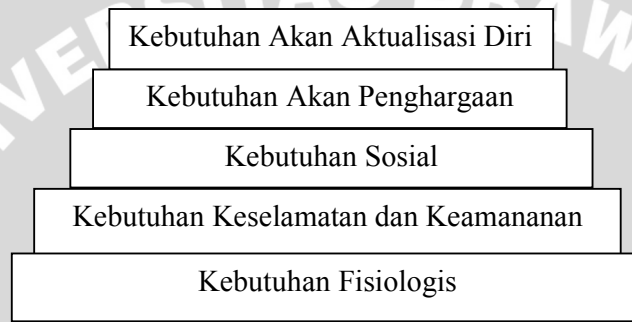 Kebutuhan Akan Aktualisasi Diri
Kebutuhan Akan Penghargaan
Kebutuhan Sosial
Kebutuhan Keselamatan dan Keamananan
Kebutuhan Fisiologis